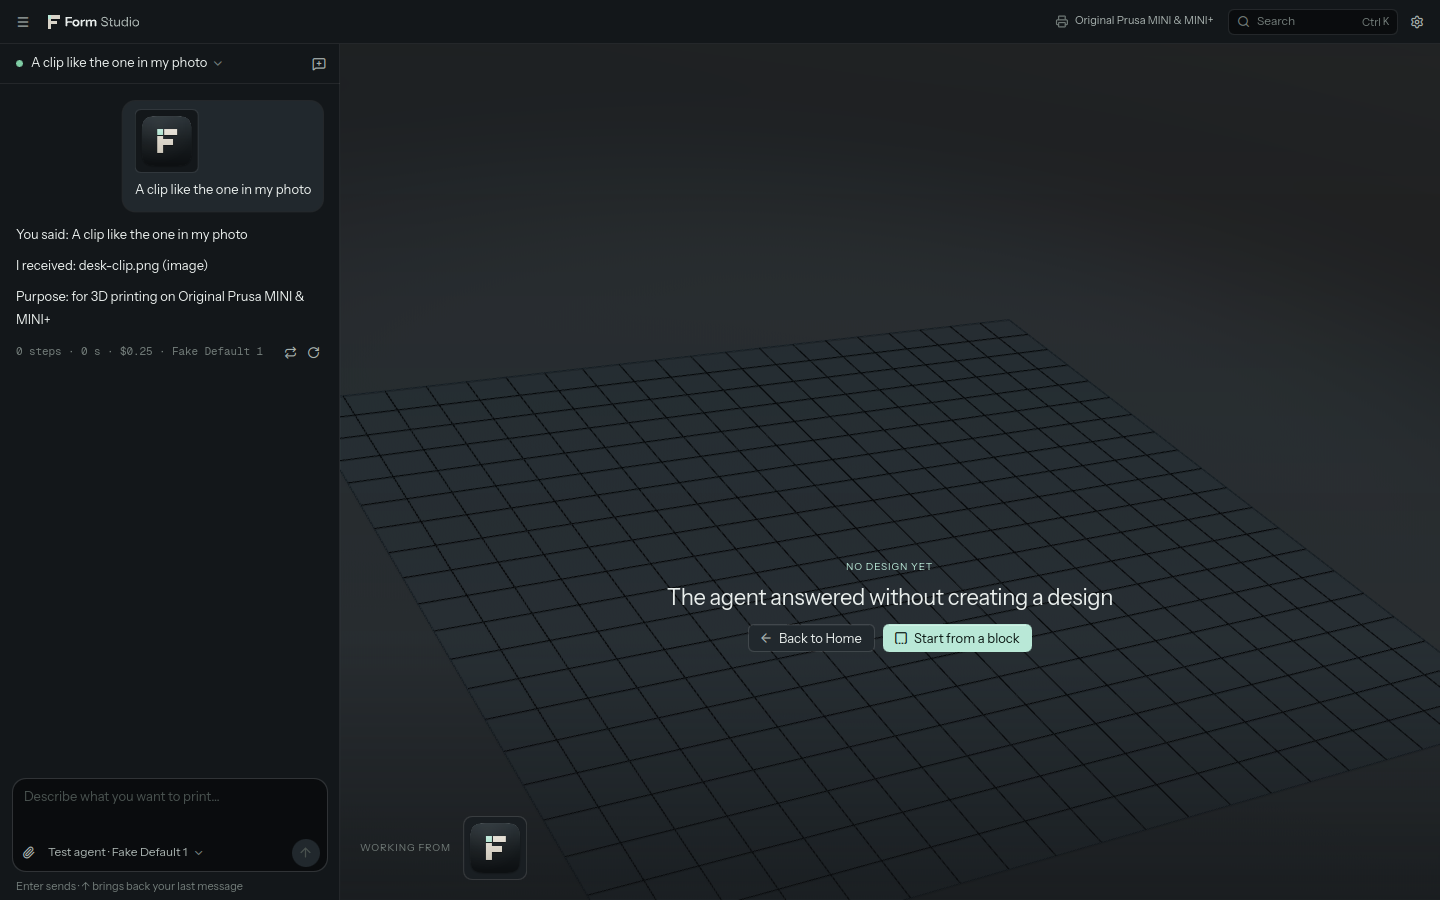 Form Studio
Original Prusa MINI & MINI+
Search
Ctrl K
A clip like the one in my photo
F
A clip like the one in my photo
You said: A clip like the one in my photo
I received: desk-clip.png (image)
Purpose: for 3D printing on Original Prusa MINI &
MINI+
0 steps · 0 s · $0.25 · Fake Default 1
NO DESIGN YET
The agent answered without creating a design
Back to Home
Start from a block
Describe what you want to print...
Test agent · Fake Default 1
Enter sends · ↑ brings back your last message
WORKING FROM
F